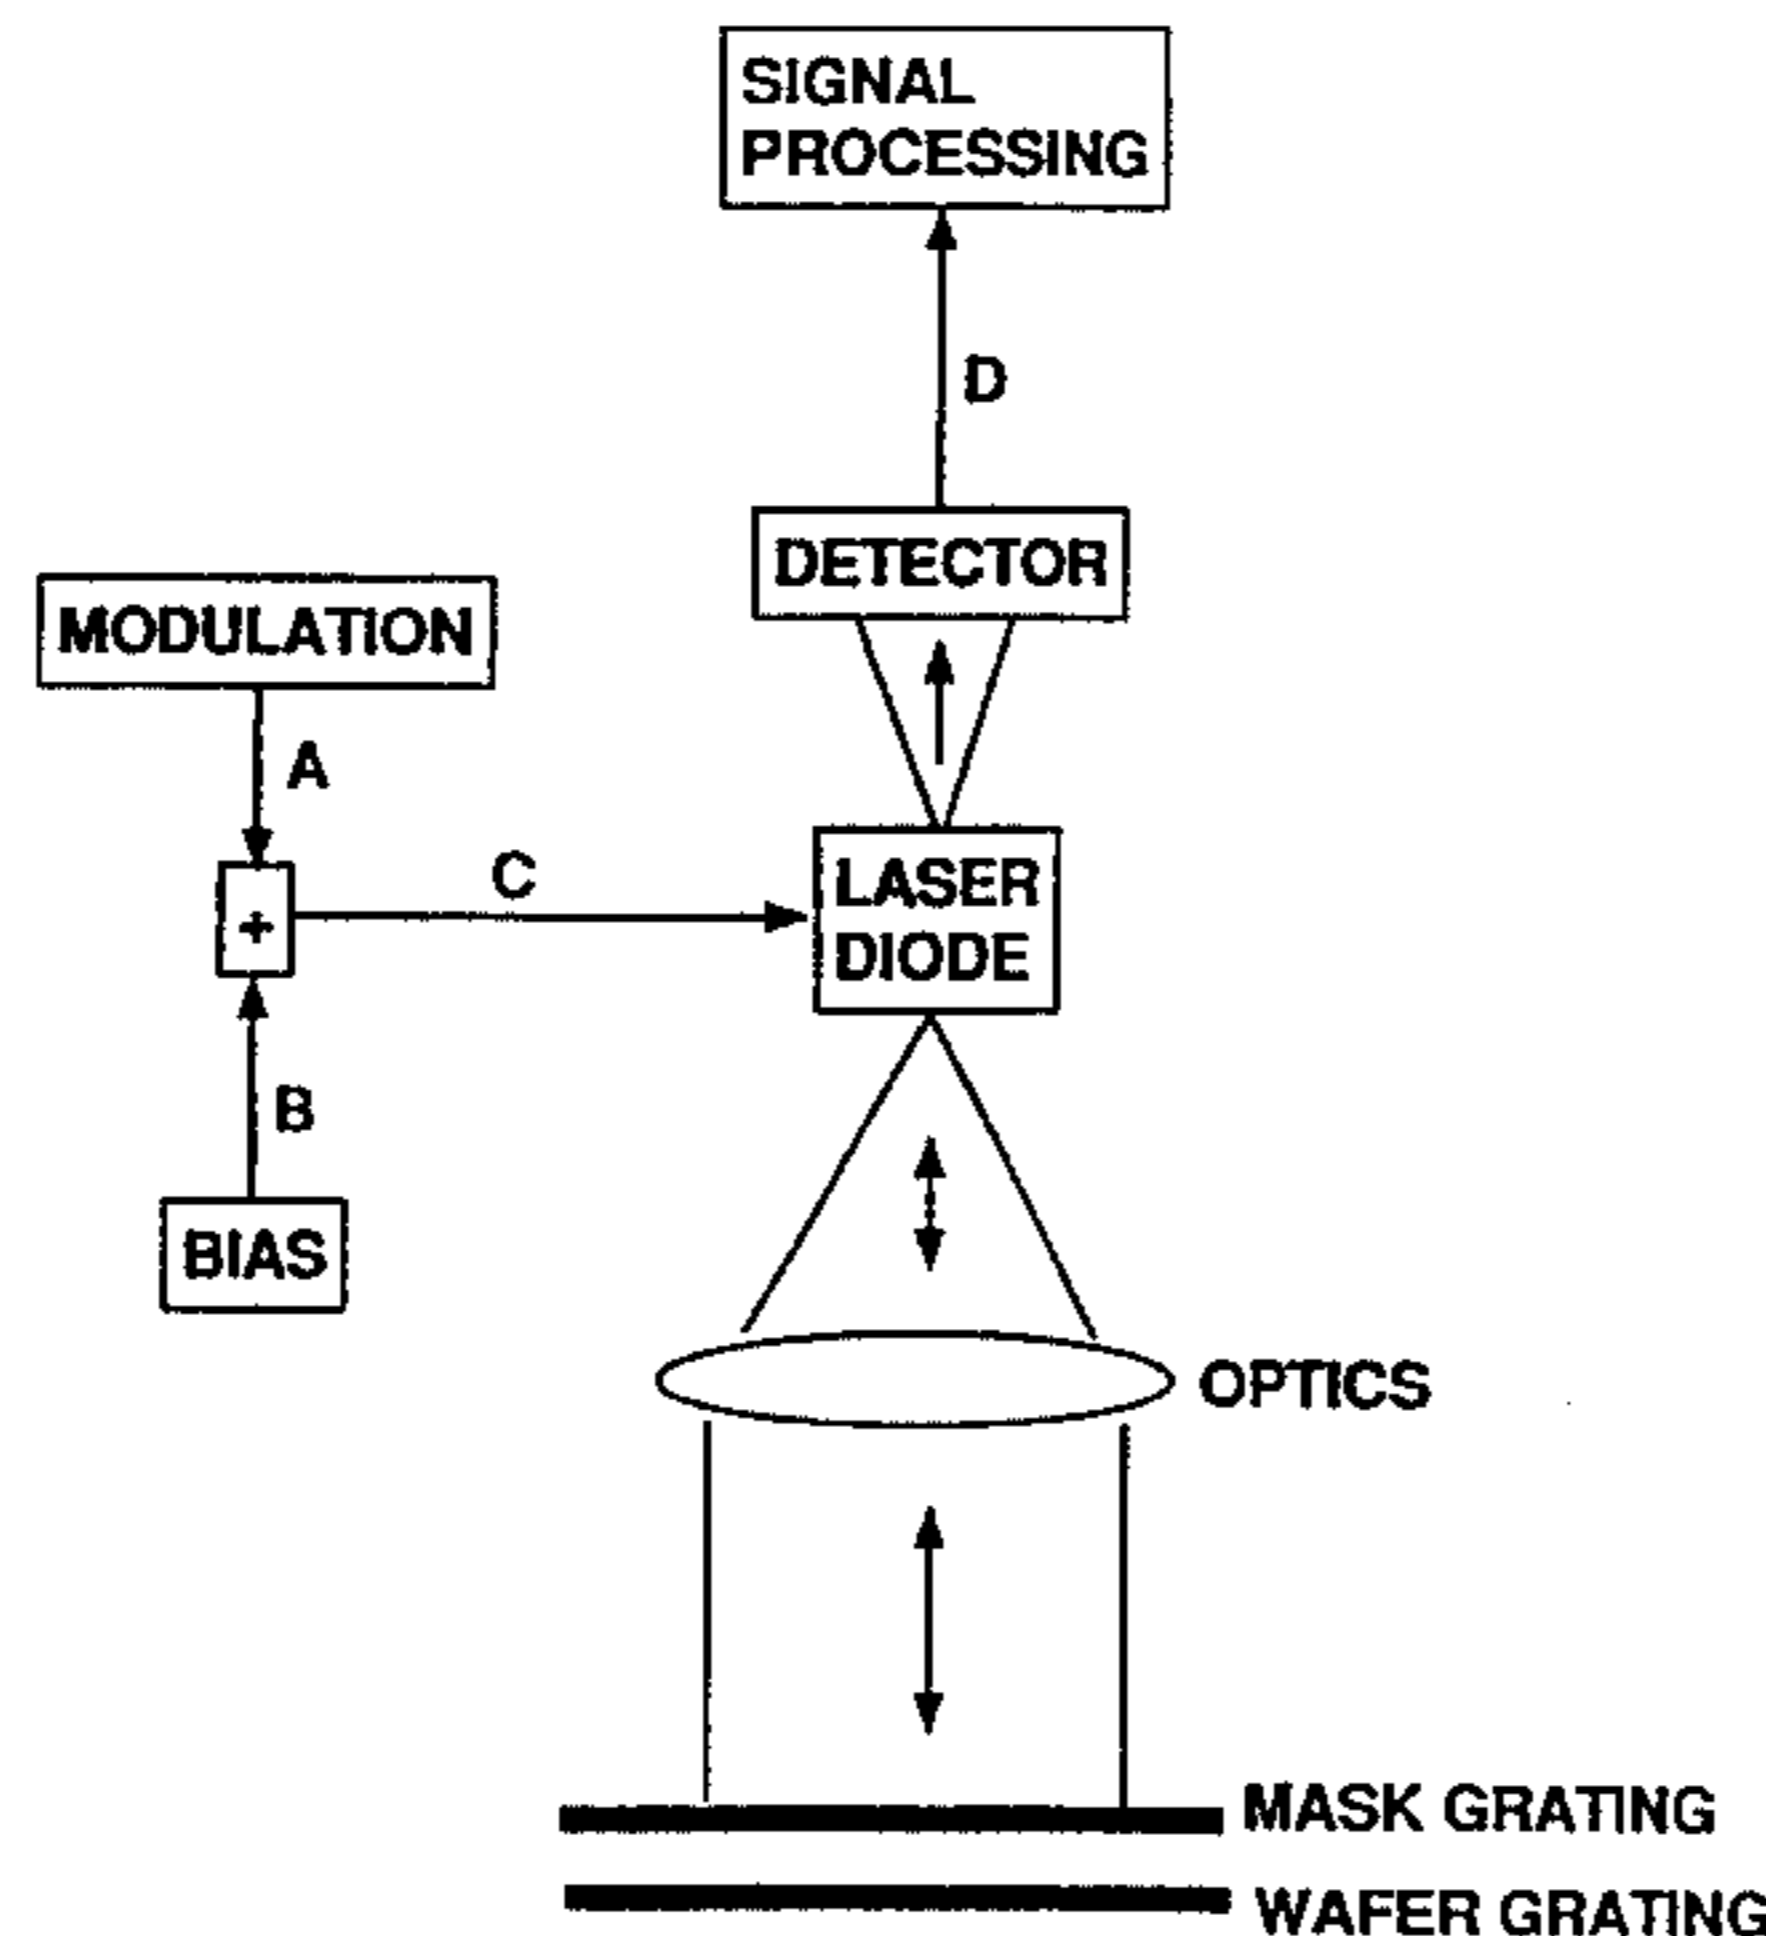 SIGNAL
PROCESSING
D
DETECTOR
MODULATION
A
C
LASER
DIODE
+
B
BIAS
OPTICS
MASK GRATING
WAFER GRATING